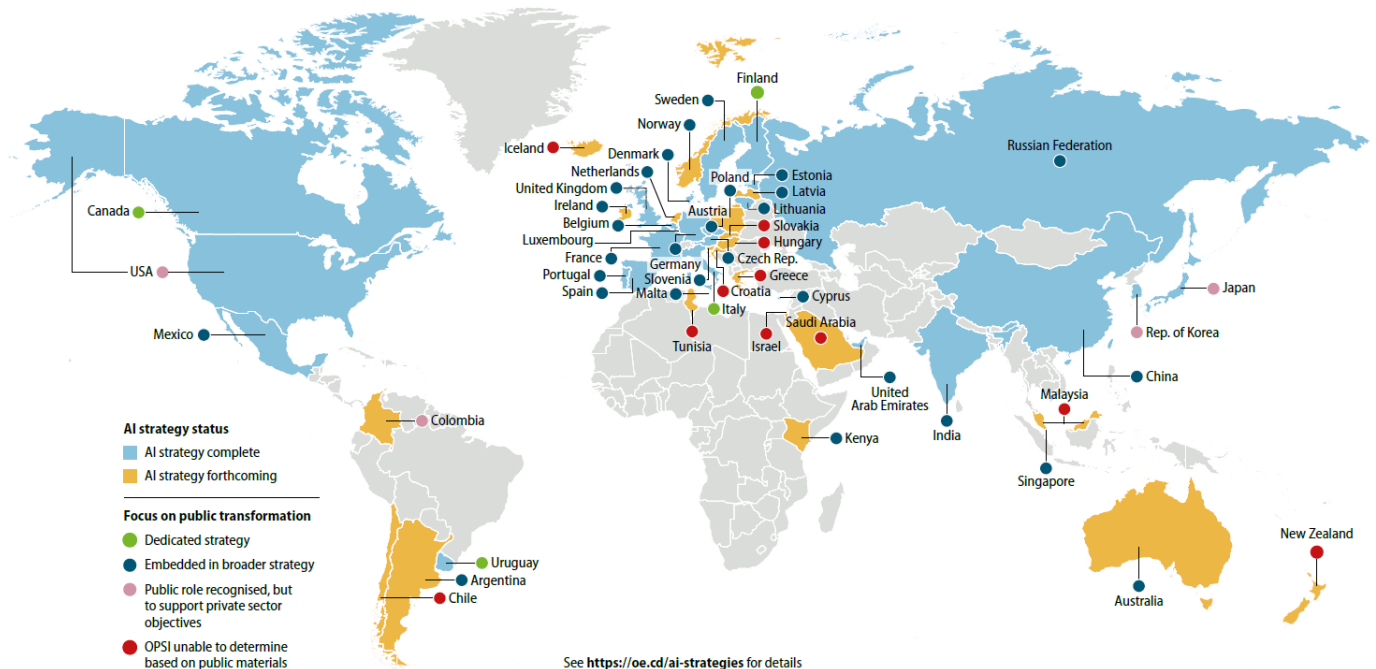 Finland
Sweden
Norway
Russian Federation
Iceland
Denmark
Netherlands
Poland
Estonia
United Kingdom
Latvia
Canada
Ireland
Austria
Lithuania
Belgium
Slovakia
Luxembourg
Hungary
France
Czech Rep.
USA
Germany
Portugal
Slovenia
Greece
Spain
Malta
Croatia
Cyprus
Japan
Italy
Saudi Arabia
Mexico
Tunisia
Israel
Rep. of Korea
China
United
Arab Emirates
Malaysia
Colombia
Kenya
India
Singapore
AI strategy status
AI strategy complete
AI strategy forthcoming
Focus on public transformation
Dedicated strategy
Embedded in broader strategy
Public role recognised, but
to support private sector
objectives
OPSI unable to determine
based on public materials
Uruguay
Argentina
Chile
New Zealand
Australia
See https://oe.cd/ai-strategies for details